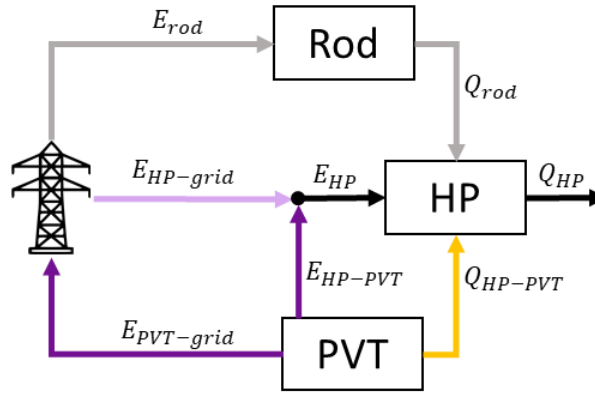 E_rod
Rod
Q_rod
E_HP−grid
E_HP
HP
Q_HP
E_HP−PVT
Q_HP−PVT
E_PVT−grid
PVT